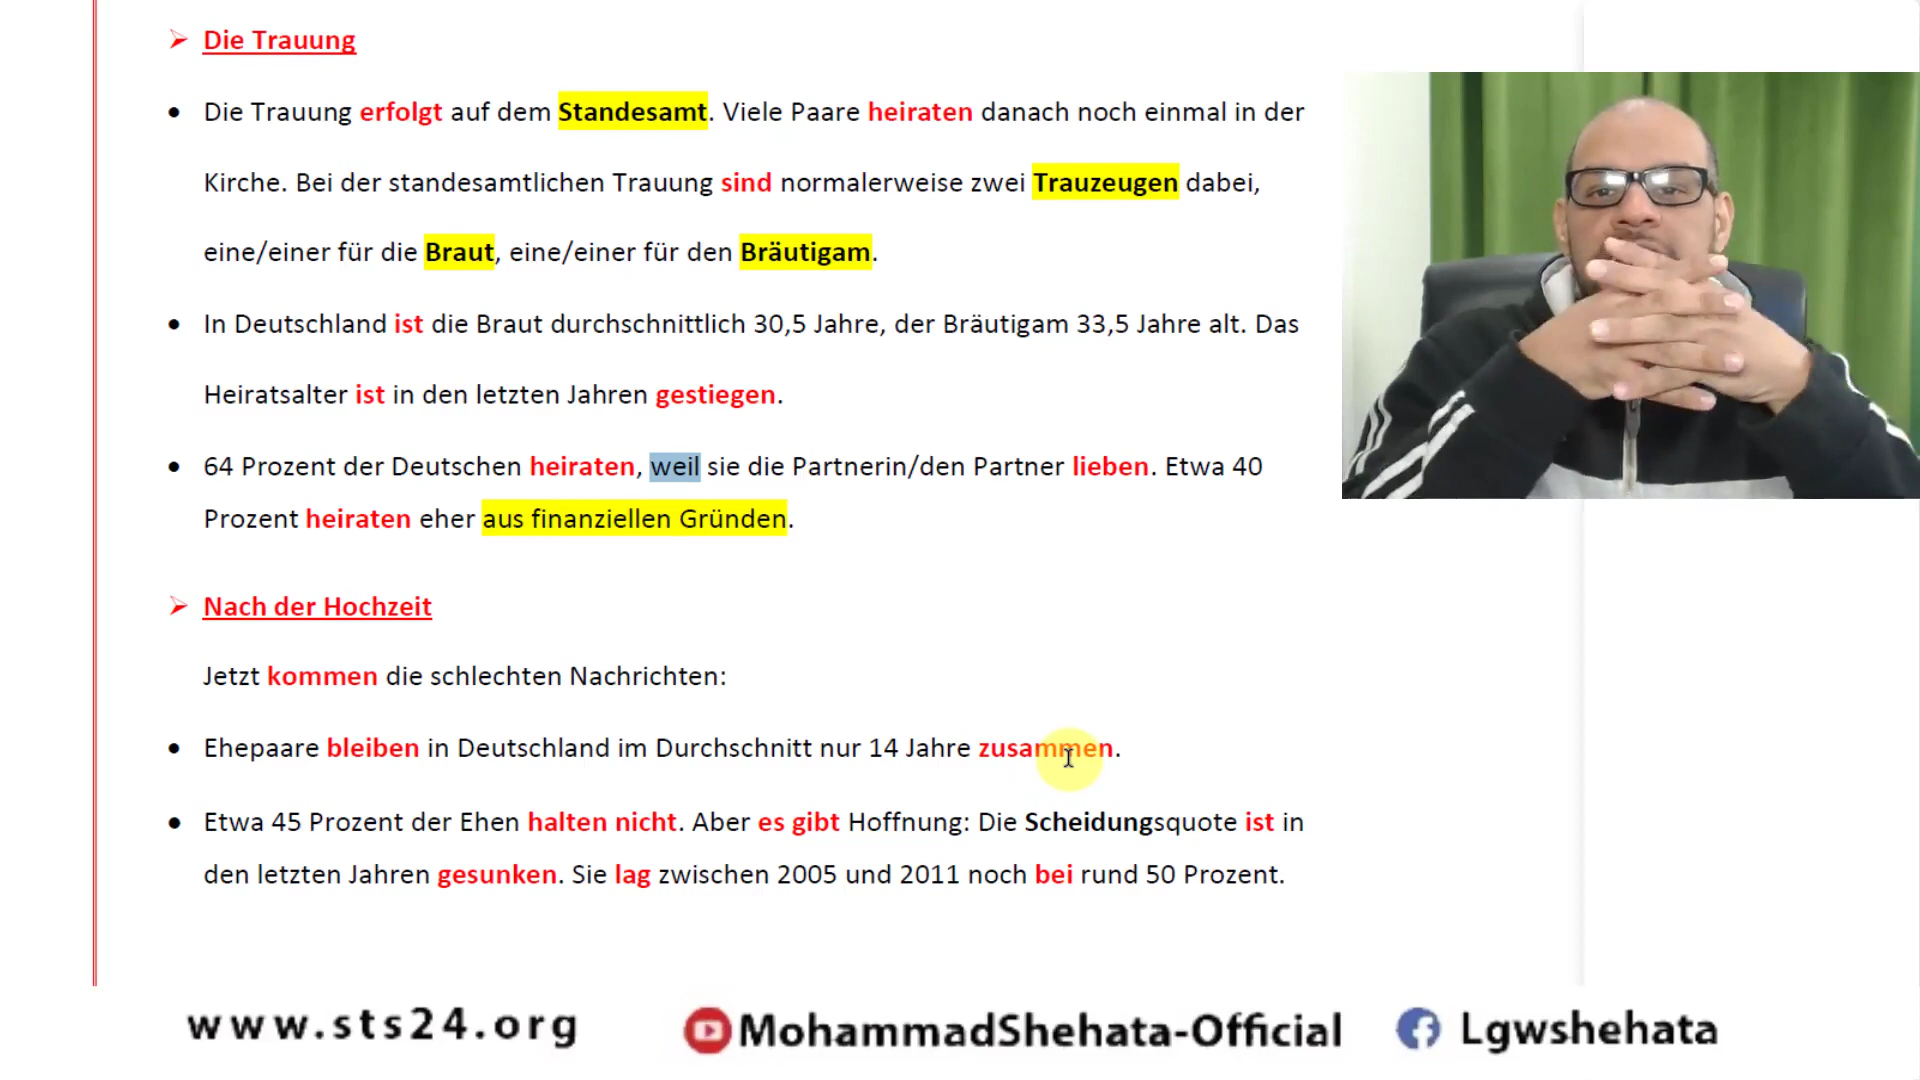 Die Trauung
Die Trauung erfolgt auf dem Standesamt. Viele Paare heiraten danach noch einmal in der
Kirche. Bei der standesamtlichen Trauung sind normalerweise zwei Trauzeugen dabei,
eine/einer für die Braut, eine/einer für den Bräutigam.
In Deutschland ist die Braut durchschnittlich 30,5 Jahre, der Bräutigam 33,5 Jahre alt. Das
Heiratsalter ist in den letzten Jahren gestiegen.
64 Prozent der Deutschen heiraten, weil sie die Partnerin/den Partner lieben. Etwa 40
Prozent heiraten eher aus finanziellen Gründen.
Nach der Hochzeit
Jetzt kommen die schlechten Nachrichten:
Ehepaare bleiben in Deutschland im Durchschnitt nur 14 Jahre zusammen.
Etwa 45 Prozent der Ehen halten nicht. Aber es gibt Hoffnung: Die Scheidungsquote ist in
den letzten Jahren gesunken. Sie lag zwischen 2005 und 2011 noch bei rund 50 Prozent.
www.sts24.org MohammadShehata-Official Lgwshehata